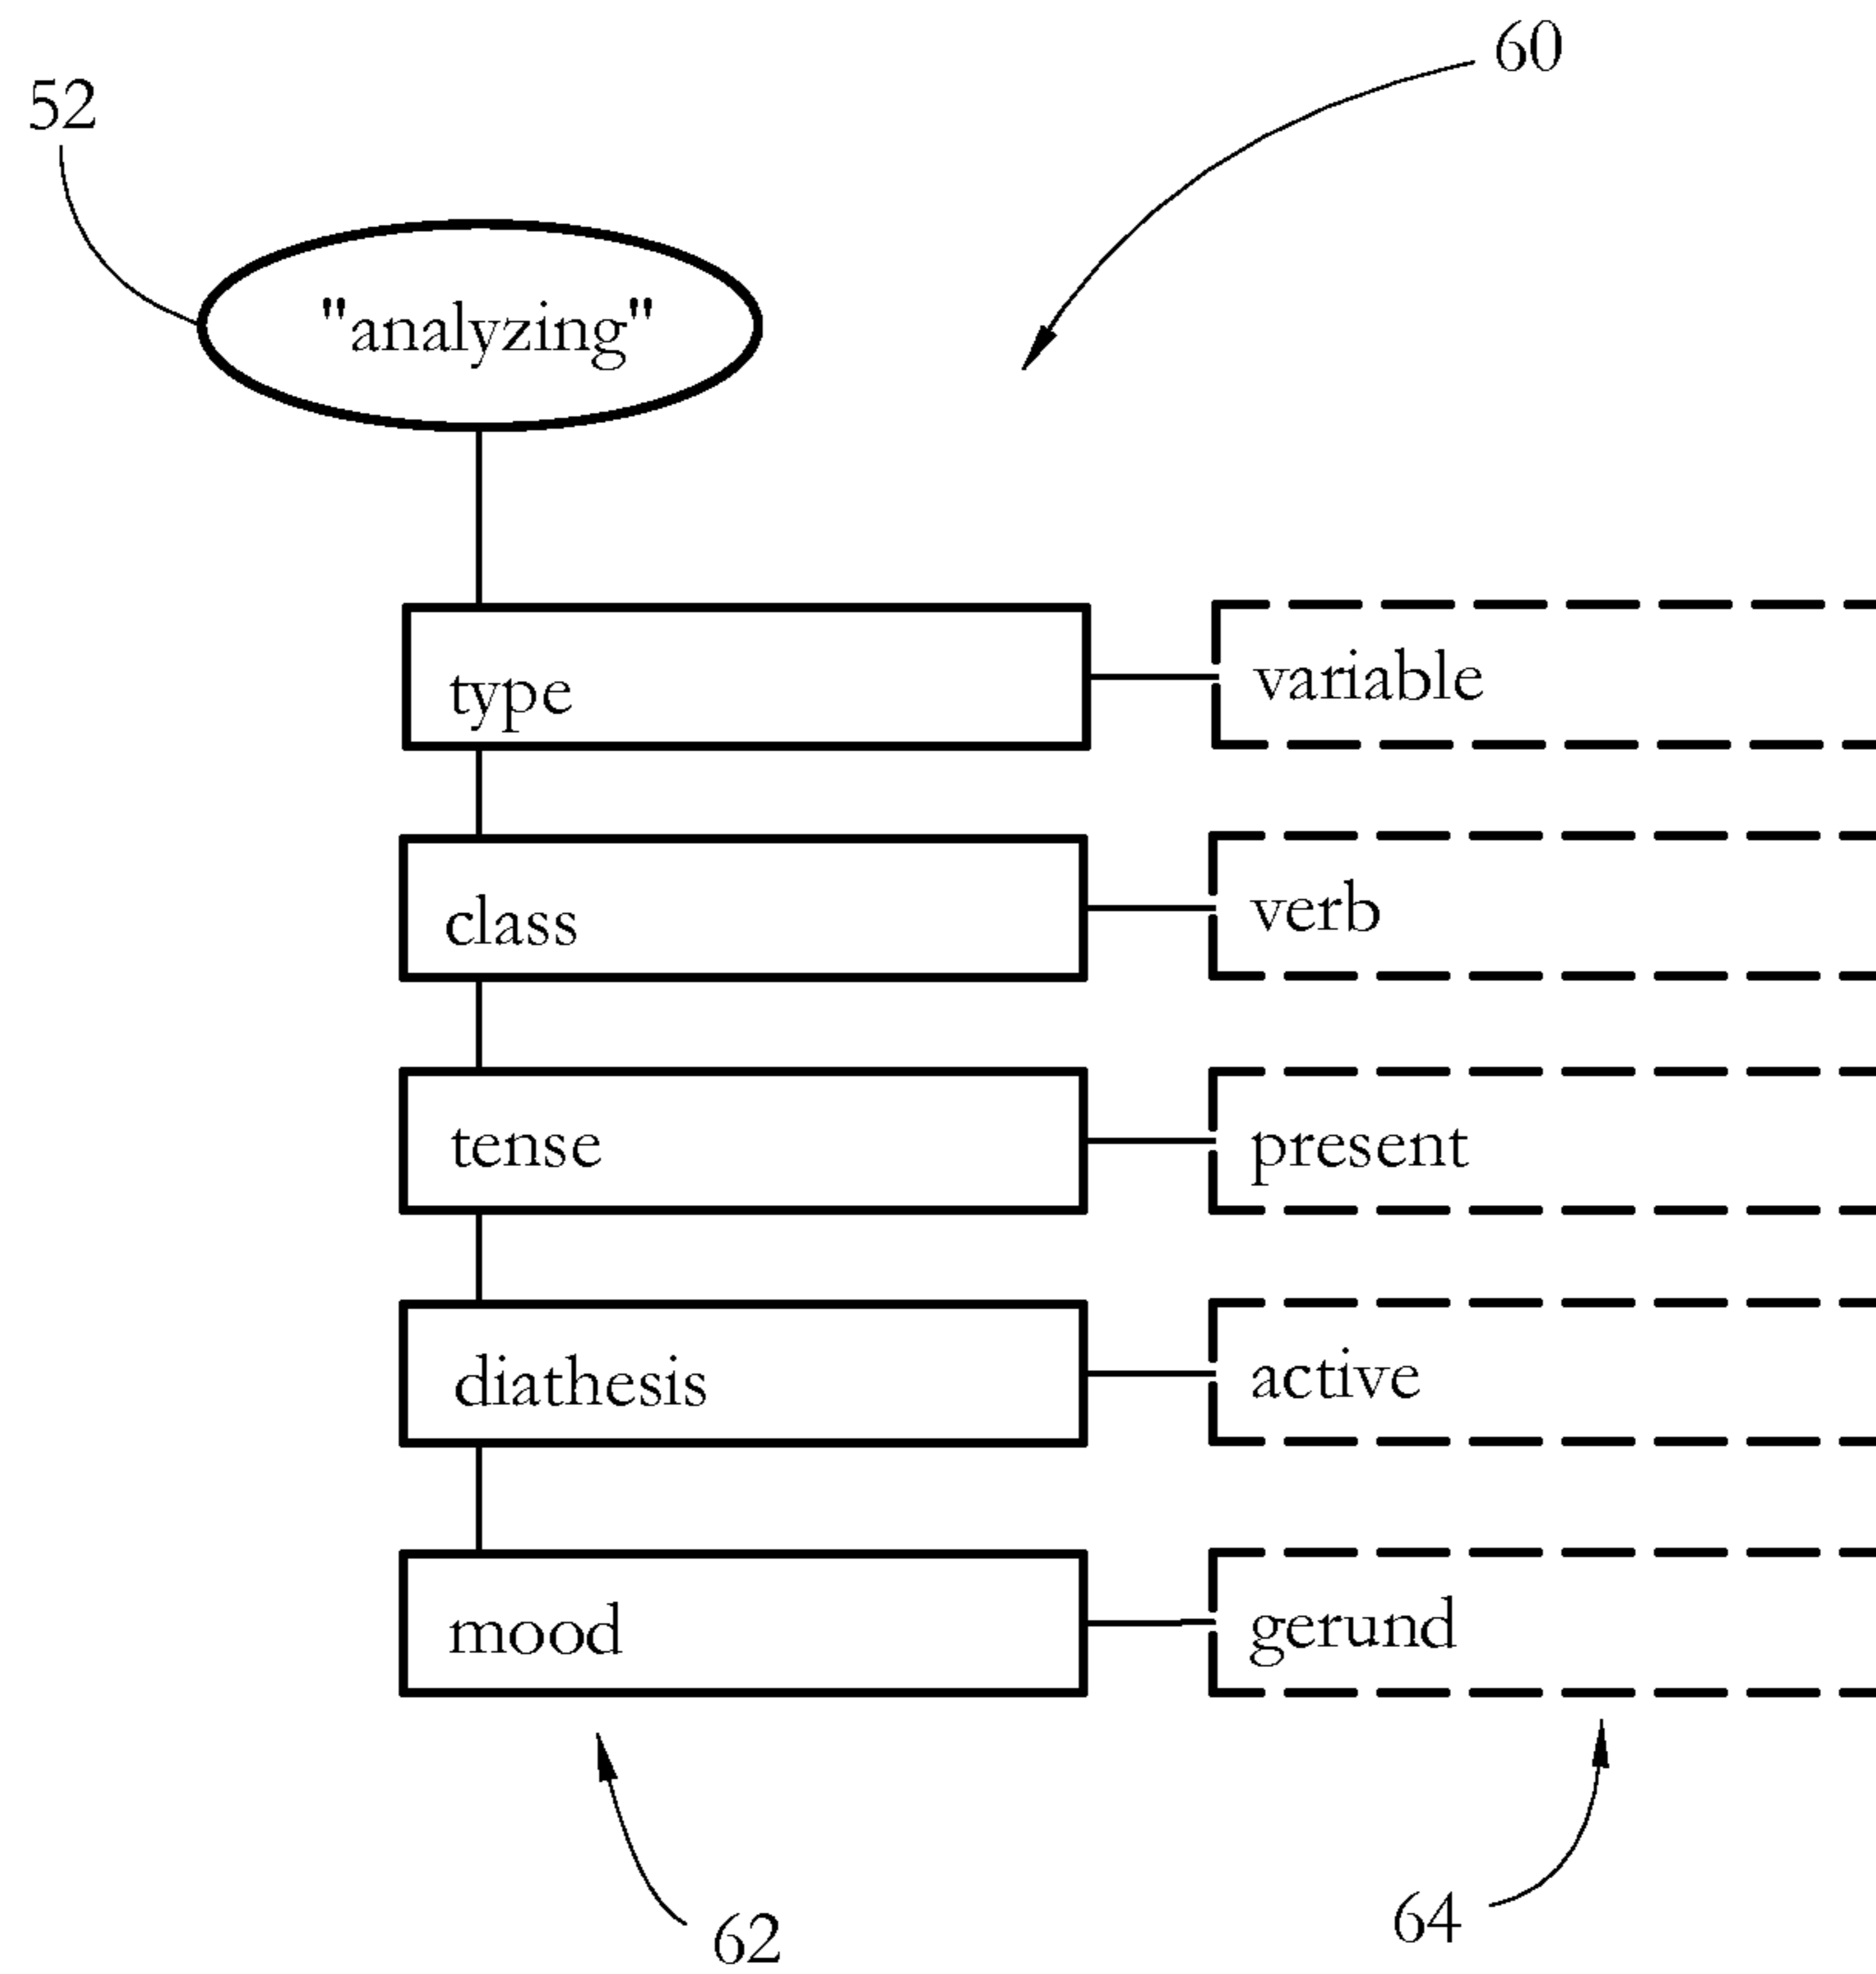 60
52
"analyzing"
type variable
class verb
tense present
diathesis active
mood gerund
62 64